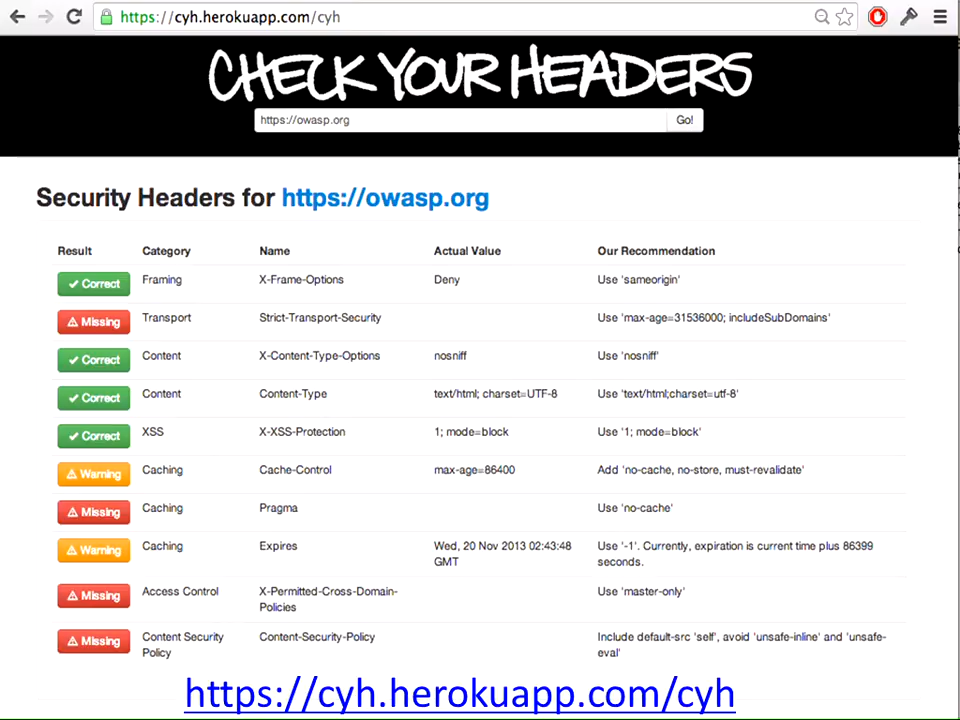 https://cyh.herokuapp.com/cyh
CHECK YOUR HEADERS
https://owasp.org Go!
Security Headers for https://owasp.org
Result Category Name Actual Value Our Recommendation
Correct Framing X-Frame-Options Deny Use 'sameorigin'
Missing Transport Strict-Transport-Security Use 'max-age=31536000; includeSubDomains'
Correct Content X-Content-Type-Options nosniff Use 'nosniff'
Correct Content Content-Type text/html; charset=UTF-8 Use 'text/html;charset=utf-8'
Correct XSS X-XSS-Protection 1; mode=block Use '1; mode=block'
Warning Caching Cache-Control max-age=86400 Add 'no-cache, no-store, must-revalidate'
Missing Caching Pragma Use 'no-cache'
Warning Caching Expires Wed, 20 Nov 2013 02:43:48 Use '-1'. Currently, expiration is current time plus 86399
GMT seconds.
Missing Access Control X-Permitted-Cross-Domain- Use 'master-only'
Policies
Missing Content Security Content-Security-Policy Include default-src 'self', avoid 'unsafe-inline' and 'unsafe-
Policy eval'
https://cyh.herokuapp.com/cyh